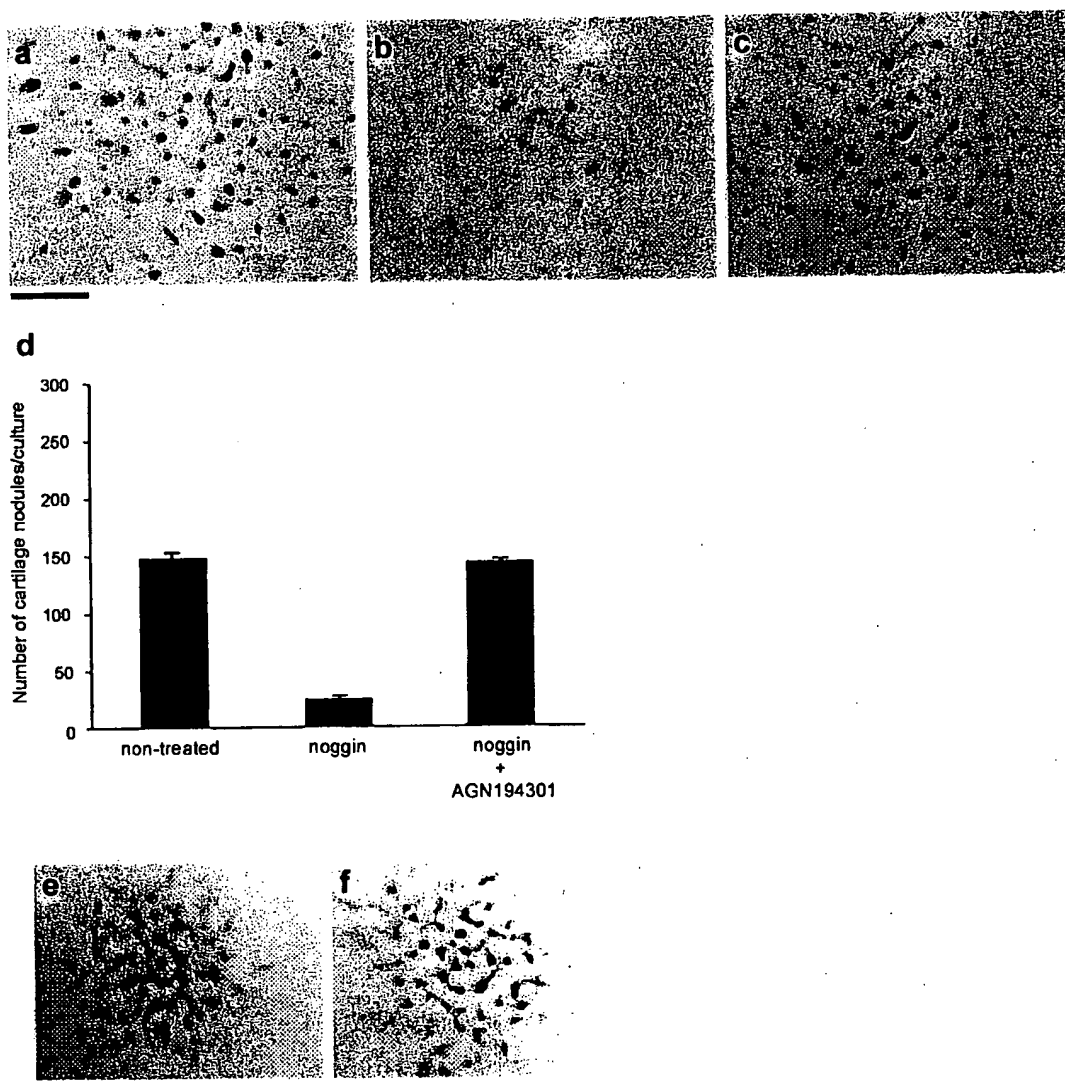 a
b
c
d
300
250
200
150
100
50
0
Number of cartilage nodules/culture
non-treated
noggin
noggin
+
AGN194301
e
f